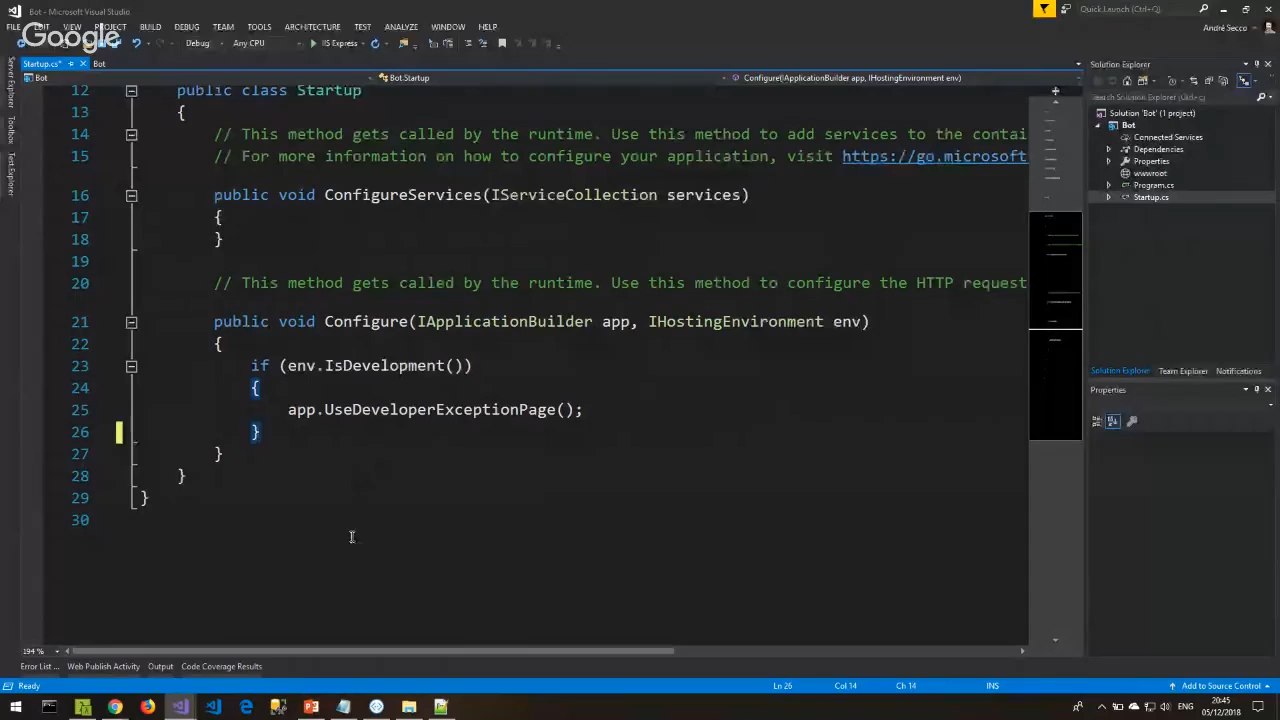 Bot - Microsoft Visual Studio
Quick Launch (Ctrl+Q)
FILE EDIT VIEW PROJECT BUILD DEBUG TEAM TOOLS ARCHITECTURE TEST ANALYZE WINDOW HELP
André Secco
Google
Debug Any CPU IIS Express
Startup.cs* Bot
Solution Explorer
Bot Bot.Startup Configure(IApplicationBuilder app, IHostingEnvironment env)
Server Explorer
Toolbox
Test Explorer
12 public class Startup
13 {
14 // This method gets called by the runtime. Use this method to add services to the contai
15 // For more information on how to configure your application, visit https://go.microsoft
16 public void ConfigureServices(IServiceCollection services)
17 {
18 }
19
20 // This method gets called by the runtime. Use this method to configure the HTTP request
21 public void Configure(IApplicationBuilder app, IHostingEnvironment env)
22 {
23 if (env.IsDevelopment())
24 {
25 app.UseDeveloperExceptionPage();
26 }
27 }
28 }
29 }
30
Search Solution Explorer (Ctrl+ç)
Solution 'Bot' (1 project)
Bot
Connected Services
Dependencies
Properties
wwwroot
Program.cs
Startup.cs
Solution Explorer Team Explorer Notifications
Properties
194 %
Error List ... Web Publish Activity Output Code Coverage Results
Ready Ln 26 Col 14 Ch 14 INS Add to Source Control
20:45
05/12/2018